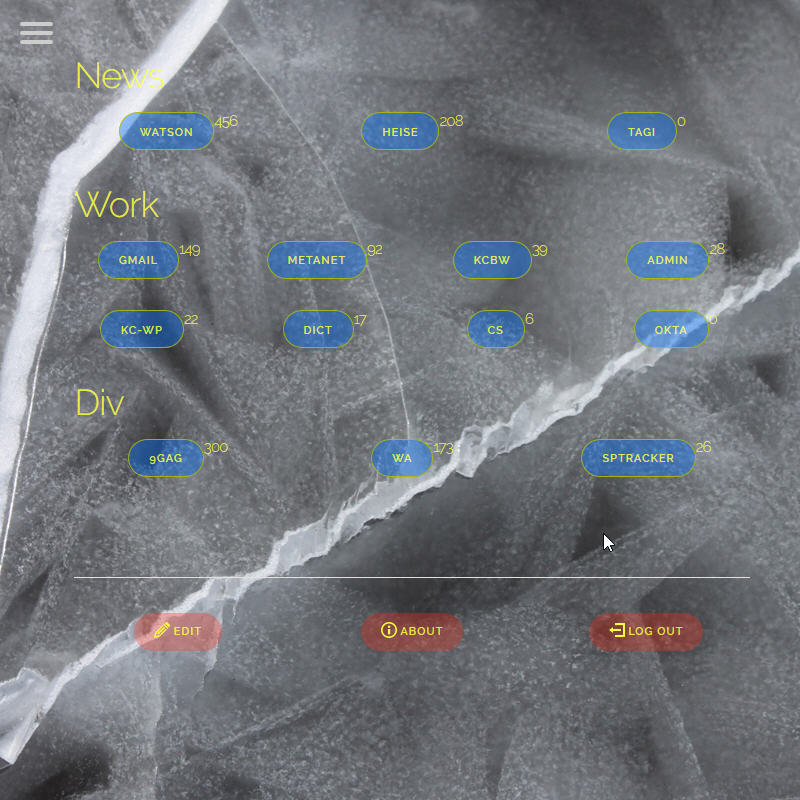 News
WATSON 456 HEISE 208 TAGI 0
Work
GMAIL 149 METANET 92 KCBW 39 ADMIN 28
KC-WP 22 DICT 17 CS 6 OKTA 0
Div
9GAG 300 WA 173 SPTRACKER 26
EDIT ABOUT LOG OUT